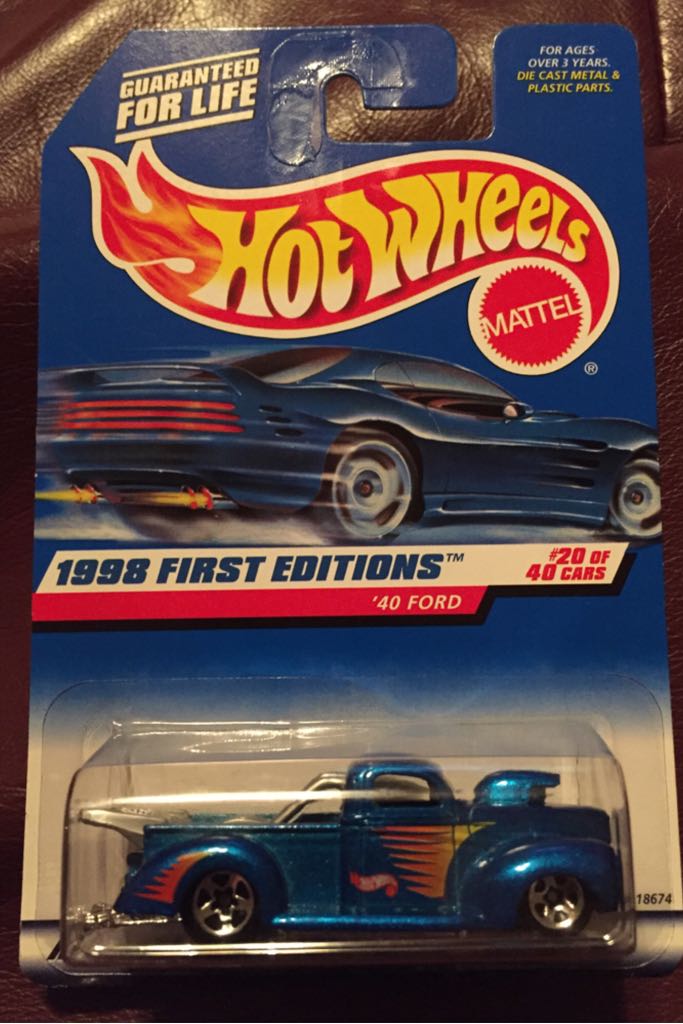 GUARANTEED
FOR LIFE
FOR AGES
OVER 3 YEARS.
DIE CAST METAL &
PLASTIC PARTS.
HOT WHEELS
MATTEL
®
1998 FIRST EDITIONS™
#20 OF
40 CARS
'40 FORD
18674